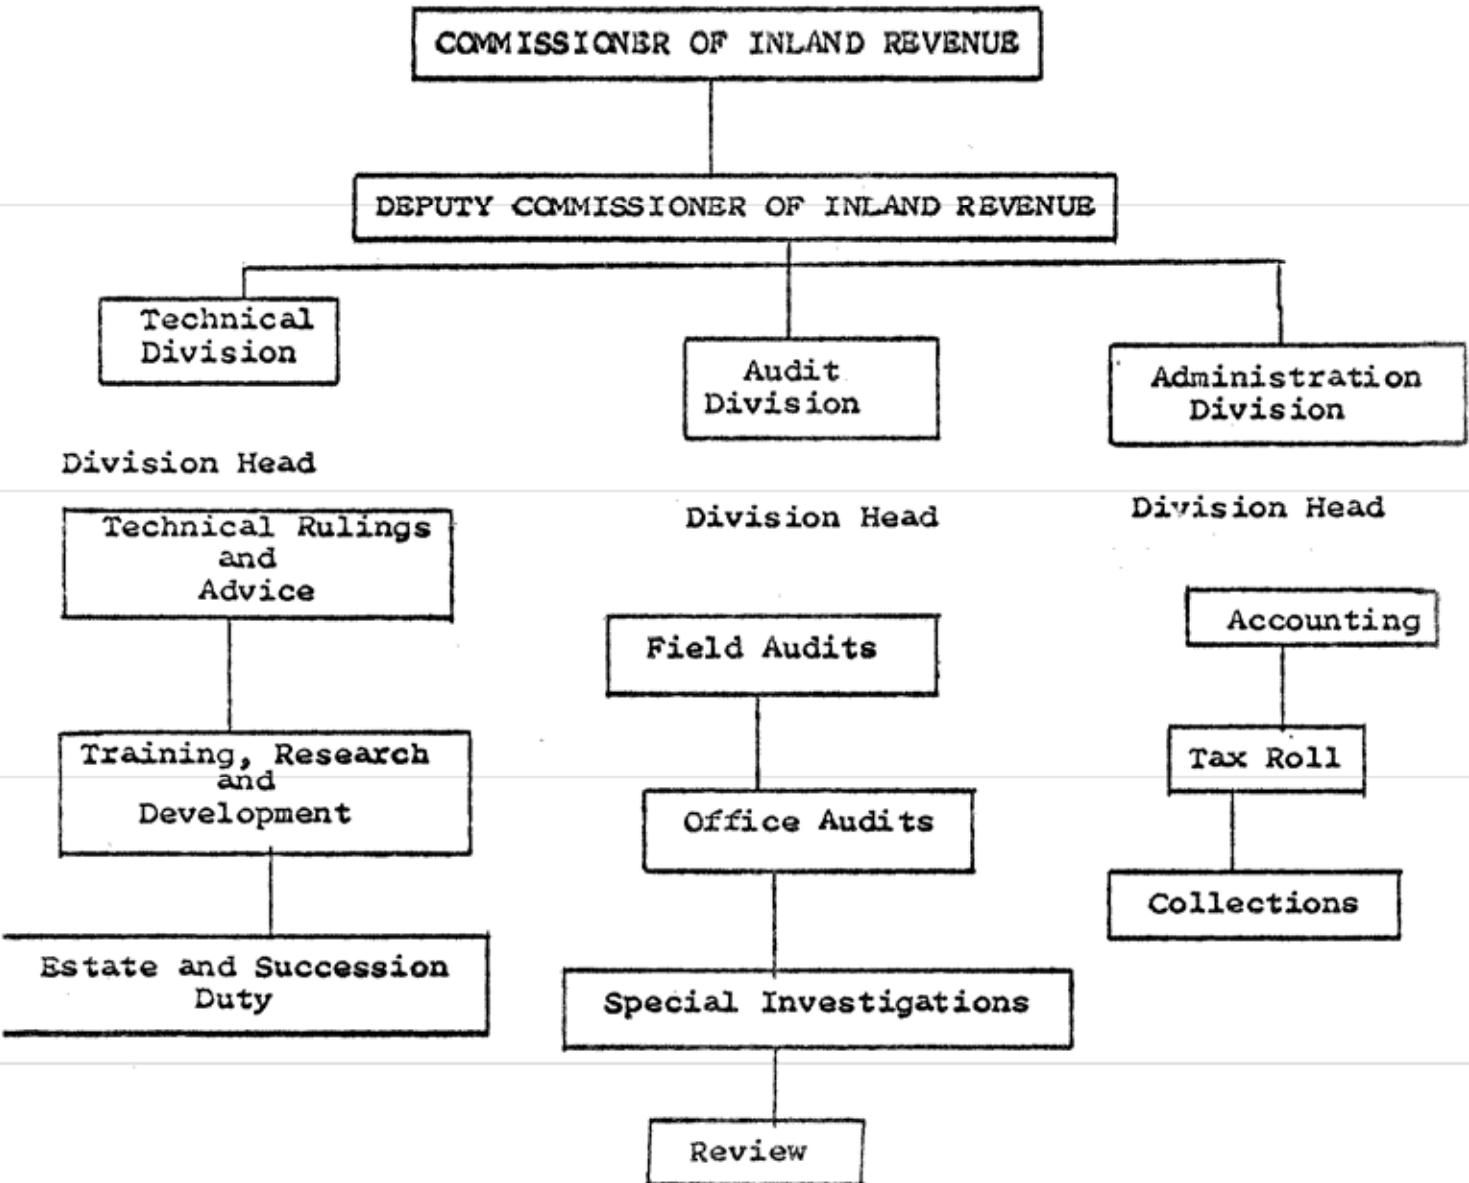 COMMISSIONER OF INLAND REVENUE
DEPUTY COMMISSIONER OF INLAND REVENUE
Technical
Division
Audit
Division
Administration
Division
Division Head
Division Head
Division Head
Technical Rulings
and
Advice
Field Audits
Accounting
Training, Research
and
Development
Office Audits
Tax Roll
Collections
Estate and Succession
Duty
Special Investigations
Review